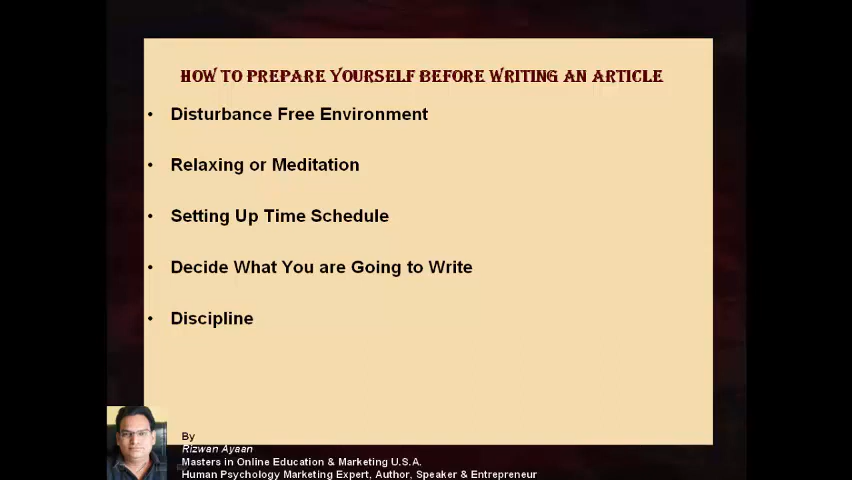 HOW TO PREPARE YOURSELF BEFORE WRITING AN ARTICLE
• Disturbance Free Environment
• Relaxing or Meditation
• Setting Up Time Schedule
• Decide What You are Going to Write
• Discipline
By
Rizwan Ayaan
Masters in Online Education & Marketing U.S.A.
Human Psychology Marketing Expert, Author, Speaker & Entrepreneur